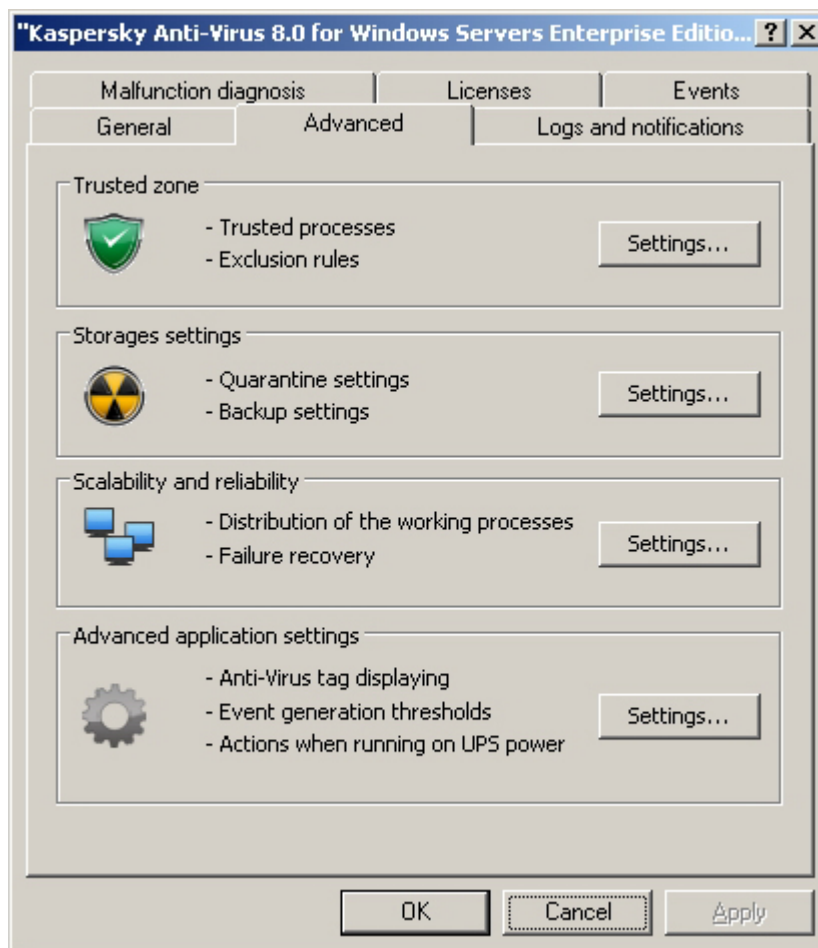 "Kaspersky Anti-Virus 8.0 for Windows Servers Enterprise Editio... ? X
Malfunction diagnosis Licenses Events
General Advanced Logs and notifications
Trusted zone
- Trusted processes
- Exclusion rules
Settings...
Storages settings
- Quarantine settings
- Backup settings
Settings...
Scalability and reliability
- Distribution of the working processes
- Failure recovery
Settings...
Advanced application settings
- Anti-Virus tag displaying
- Event generation thresholds
- Actions when running on UPS power
Settings...
OK Cancel Apply